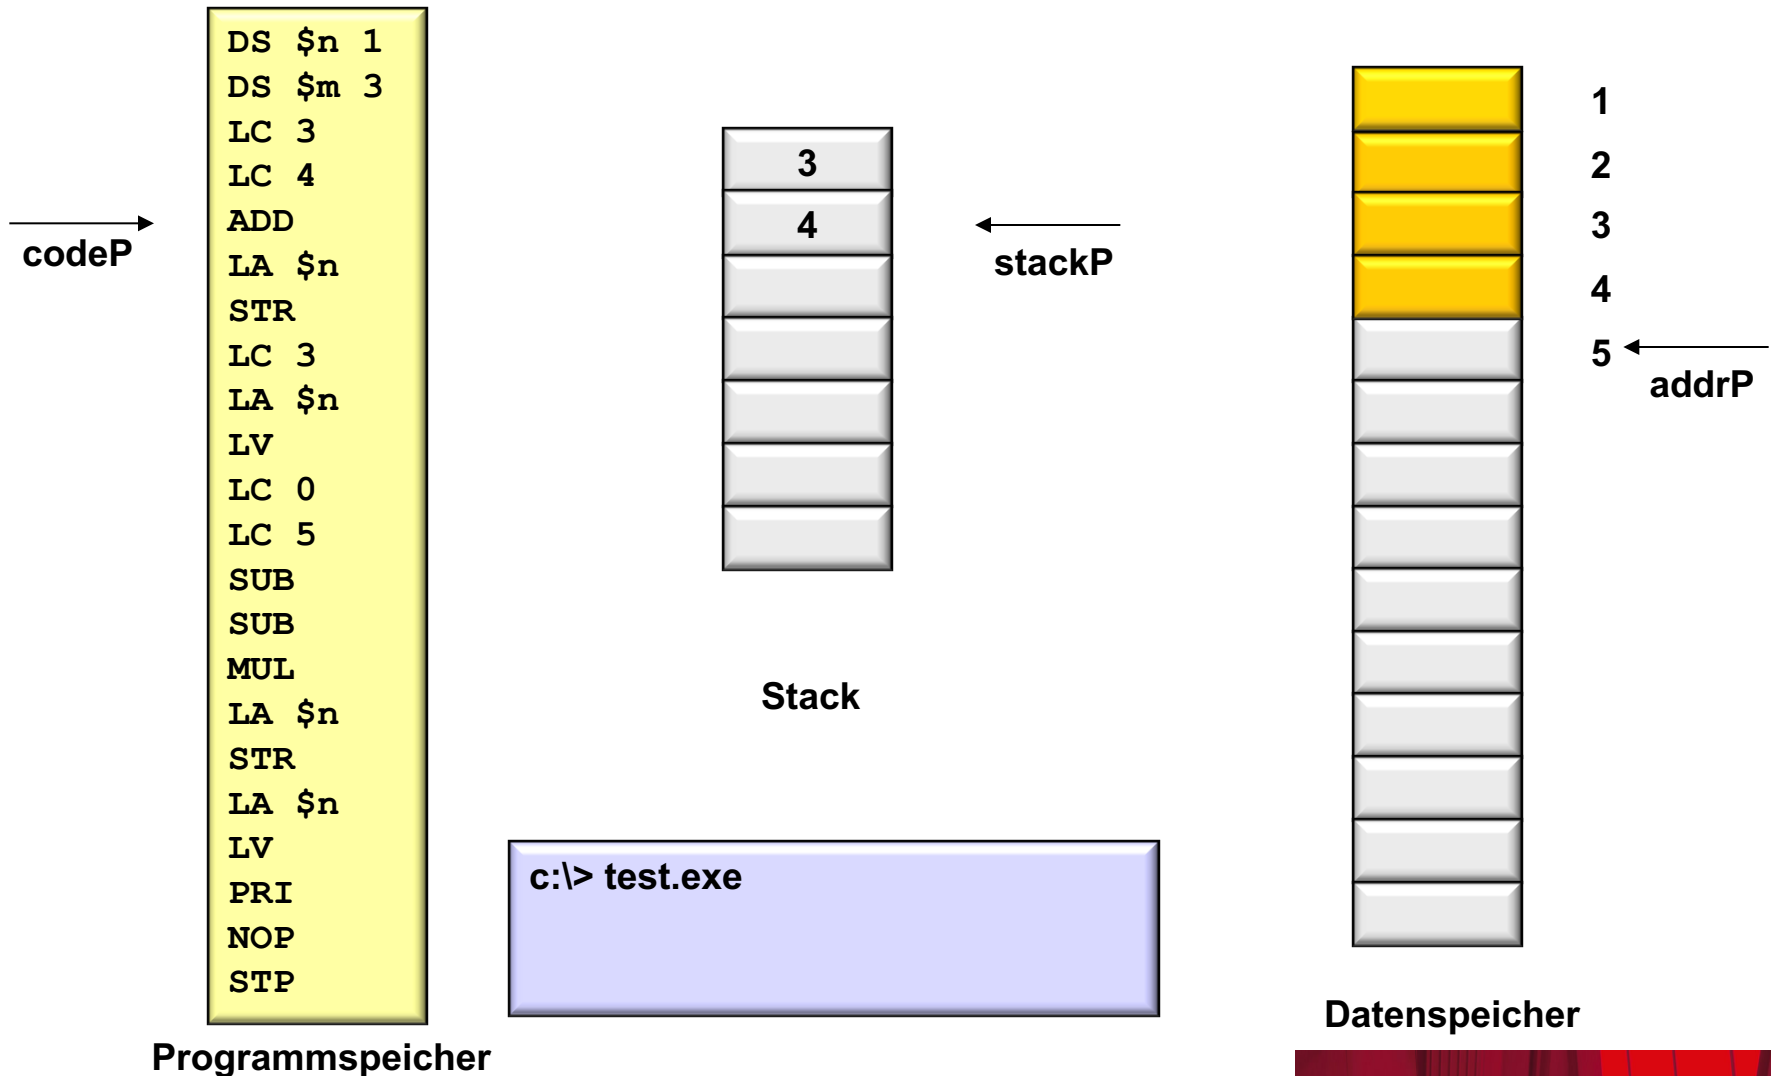 DS $n 1
DS $m 3
LC 3
LC 4
ADD
LA $n
STR
LC 3
LA $n
LV
LC 0
LC 5
SUB
SUB
MUL
LA $n
STR
LA $n
LV
PRI
NOP
STP
Programmspeicher
codeP
3
4
stackP
Stack
c:\> test.exe
1
2
3
4
5
addrP
Datenspeicher